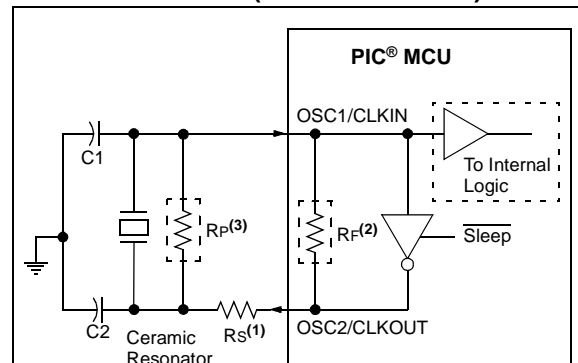 PIC® MCU
OSC1/CLKIN
C1
To Internal
Logic
RP(3)
RF(2)
Sleep
C2
Ceramic
Resonator
RS(1)
OSC2/CLKOUT